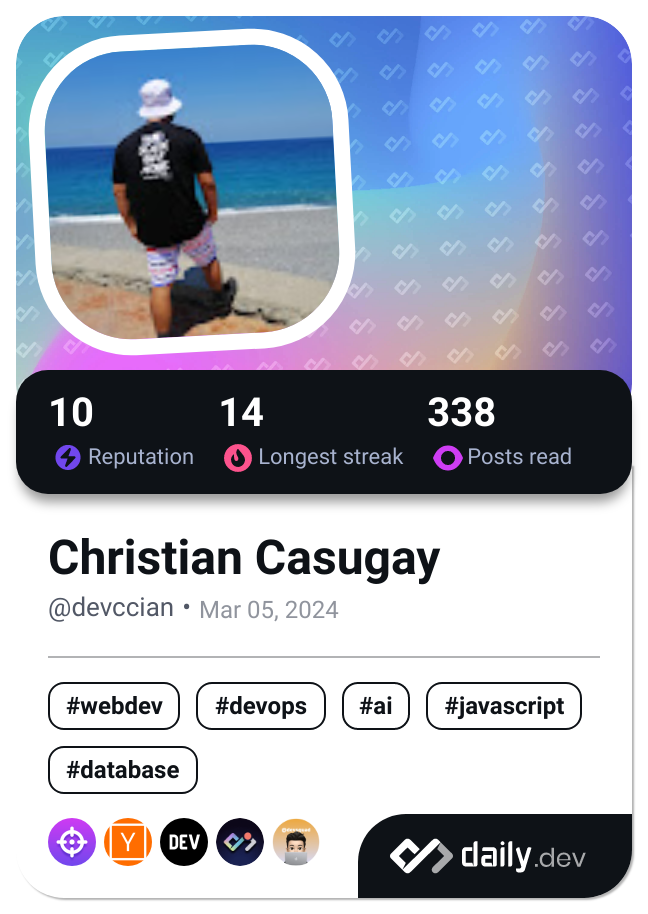 10 14 338
Reputation Longest streak Posts read
Christian Casugay
@devccian • Mar 05, 2024
#webdev #devops #ai #javascript
#database
Y DEV daily.dev